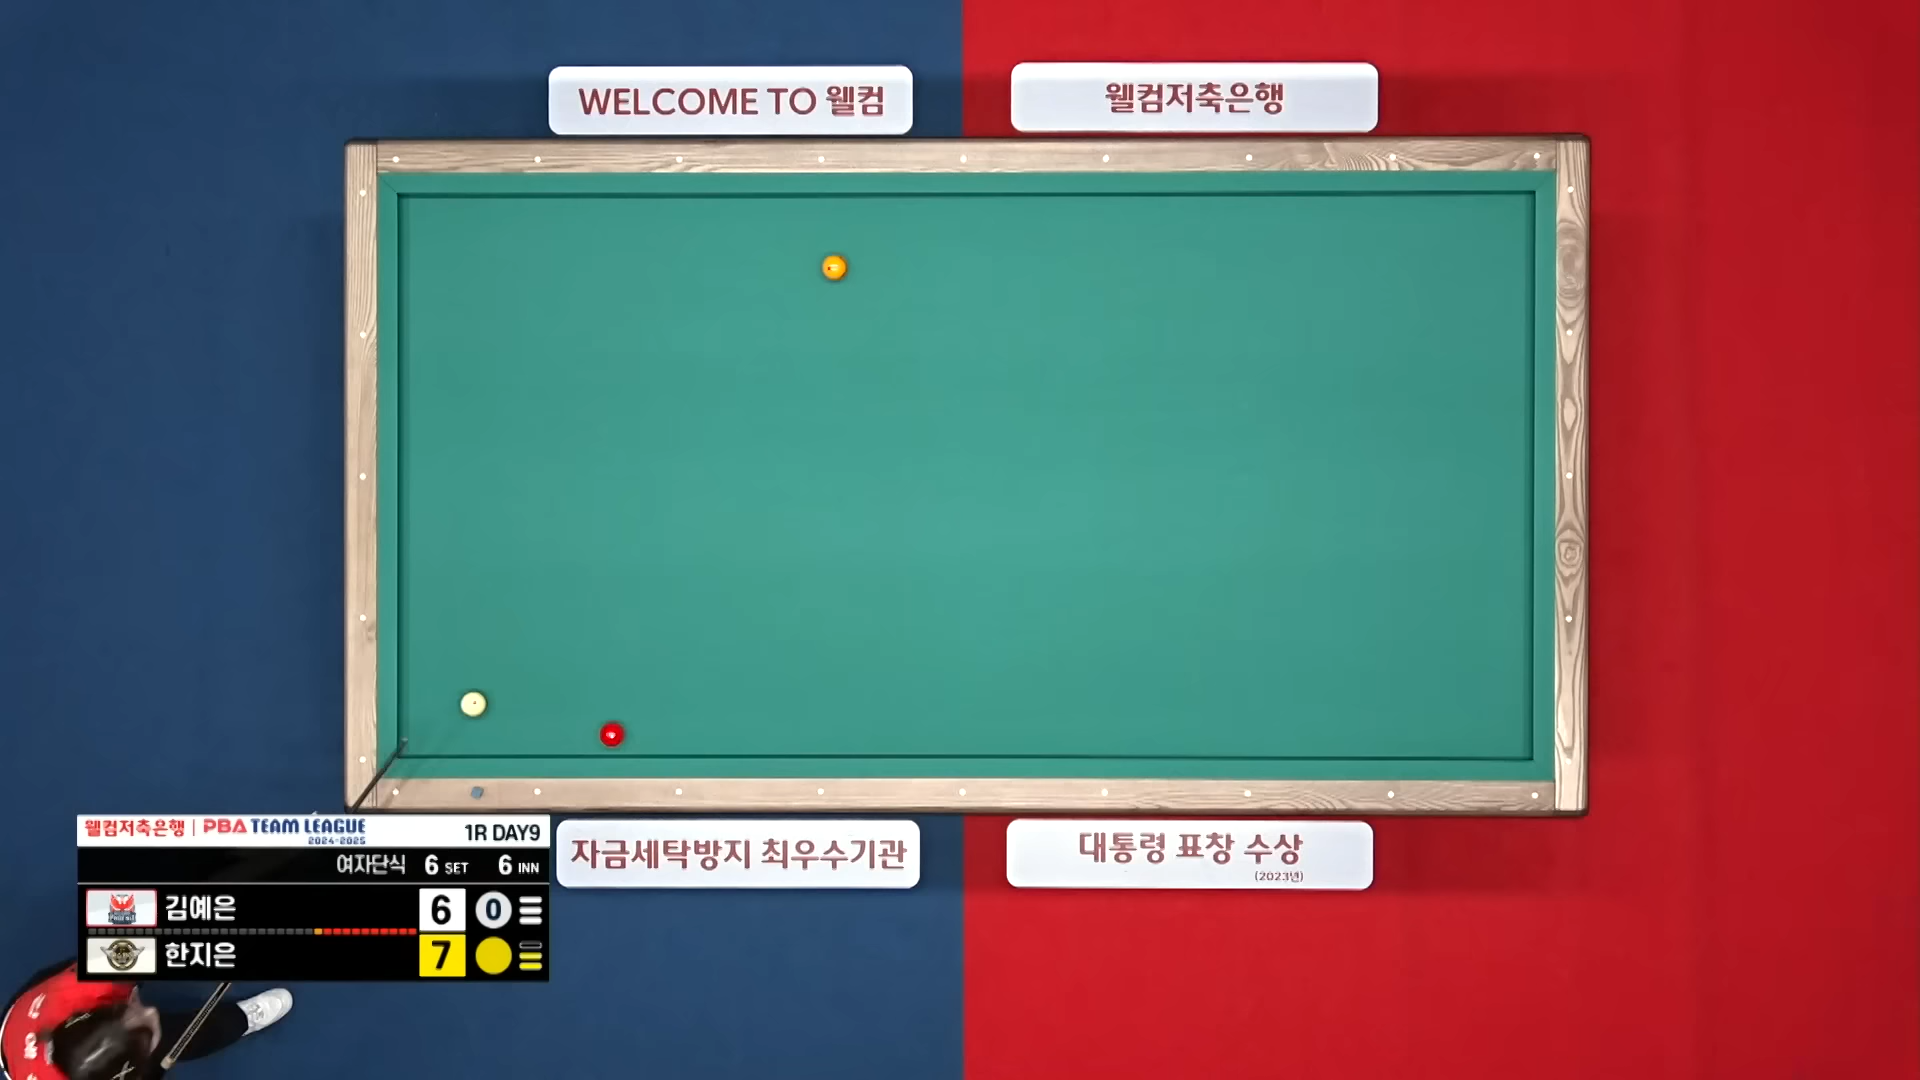 WELCOME TO 웰컴
웰컴저축은행
자금세탁방지 최우수기관
대통령 표창 수상
(2023년)
웰컴저축은행 | PBA TEAM LEAGUE
2024-2025
1R DAY9
여자단식 6 SET 6 INN
김예은 6 0
한지은 7